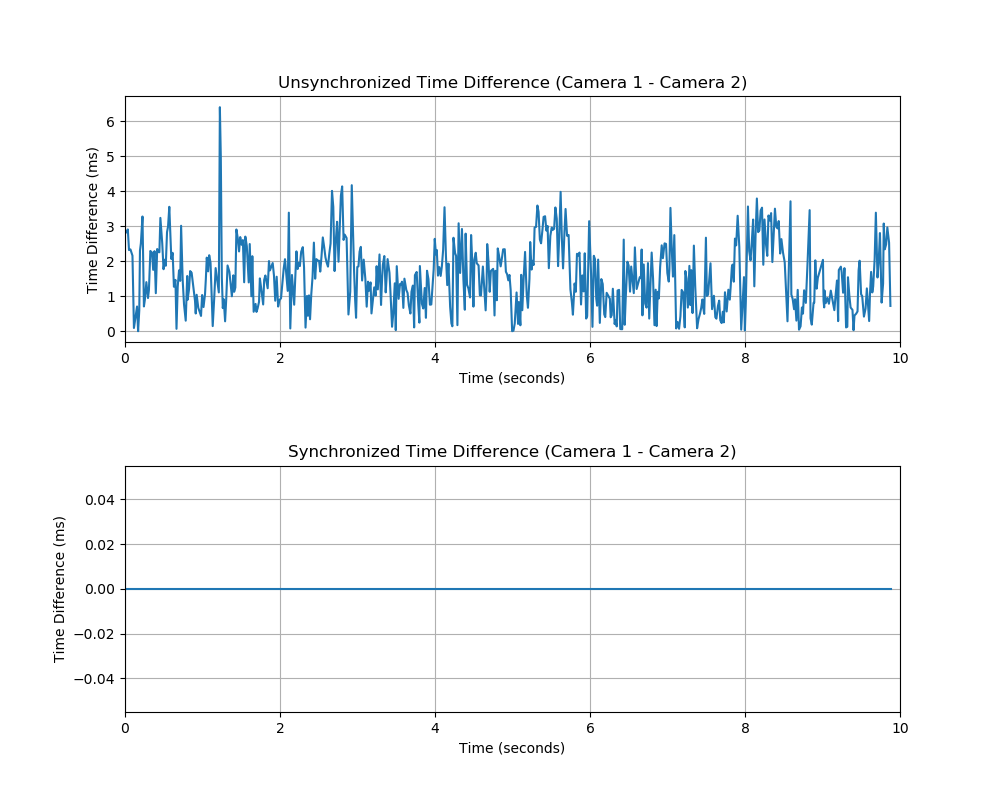 Unsynchronized Time Difference (Camera 1 - Camera 2)
Time Difference (ms)
6
5
4
3
2
1
0
0 2 4 6 8 10
Time (seconds)
Synchronized Time Difference (Camera 1 - Camera 2)
Time Difference (ms)
0.04
0.02
0.00
−0.02
−0.04
0 2 4 6 8 10
Time (seconds)